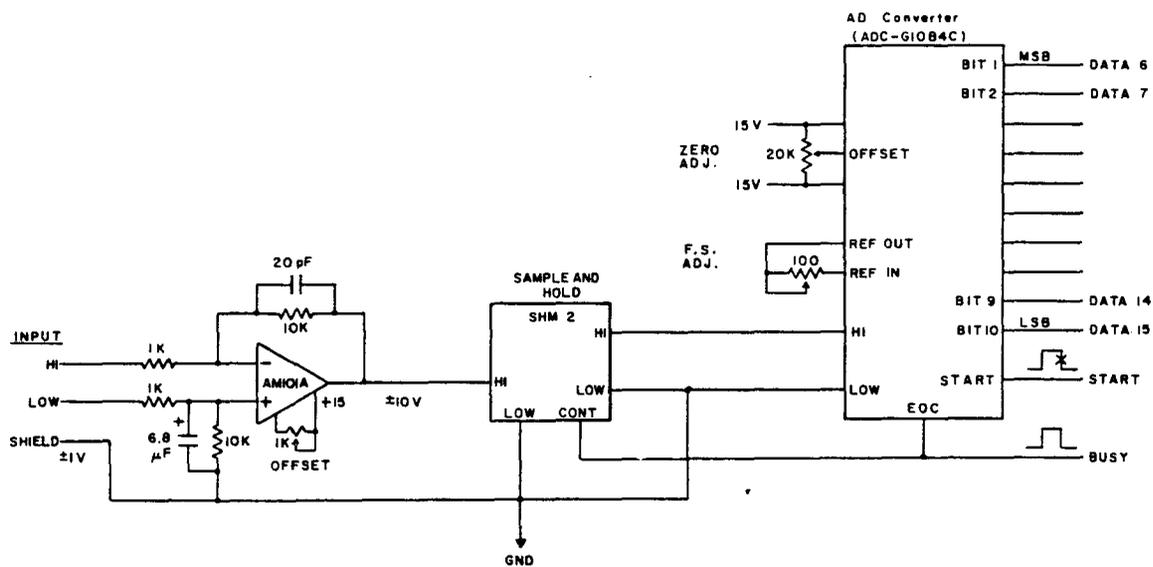 AD Converter
(ADC-G1084C)
BIT 1
MSB
DATA 6
BIT 2
DATA 7
15V
ZERO
ADJ.
20K
OFFSET
15V
F.S.
ADJ.
REF OUT
100
REF IN
20 pF
SAMPLE AND
HOLD
SHM 2
BIT 9
DATA 14
10K
HI
HI
BIT10
LSB
DATA 15
INPUT
HI
1K
AM101A
HI
±10V
LOW
LOW
START
START
LOW
1K
+15
LOW
CONT
EOC
SHIELD
±1V
+
6.8
µF
10K
1K
OFFSET
BUSY
GND